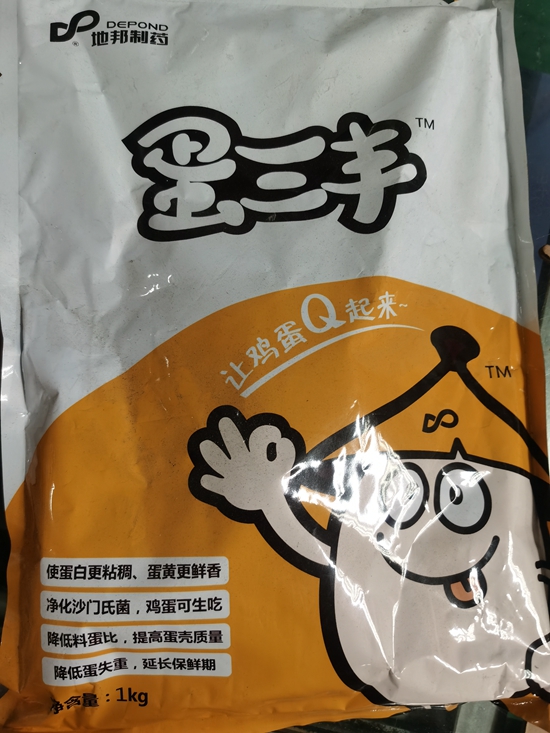 DEPOND
® 地邦制药
蛋三丰™
让鸡蛋Q起来~
TM
使蛋白更粘稠、蛋黄更鲜香
净化沙门氏菌，鸡蛋可生吃
降低料蛋比，提高蛋壳质量
降低蛋失重，延长保鲜期
净含量：1kg